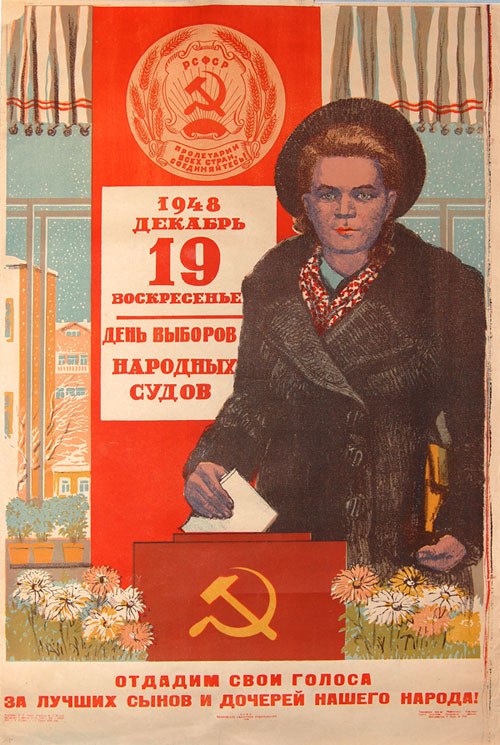 РСФСР
ПРОЛЕТАРИИ
ВСЕХ СТРАН,
СОЕДИНЯЙТЕСЬ!
1948
ДЕКАБРЬ
19
ВОСКРЕСЕНЬЕ
ДЕНЬ ВЫБОРОВ
НАРОДНЫХ
СУДОВ
ОТДАДИМ СВОИ ГОЛОСА
ЗА ЛУЧШИХ СЫНОВ И ДОЧЕРЕЙ НАШЕГО НАРОДА!